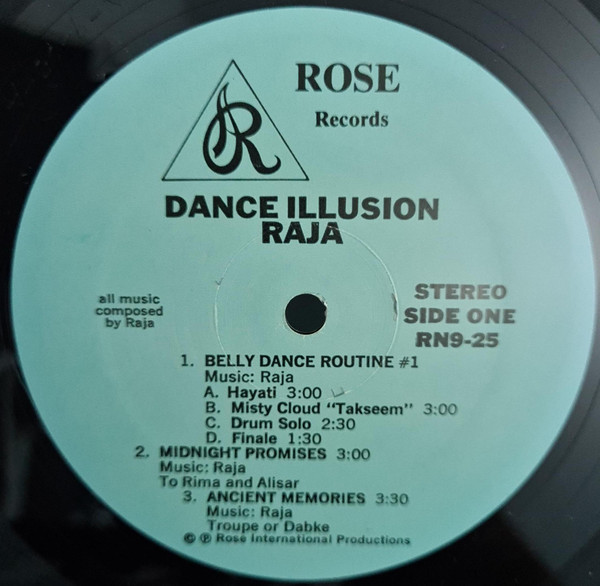 R
ROSE
Records
DANCE ILLUSION
RAJA
all music
composed
by Raja
STEREO
SIDE ONE
RN9-25
1. BELLY DANCE ROUTINE #1
Music: Raja
A. Hayati 3:00
B. Misty Cloud "Takseem" 3:00
C. Drum Solo 2:30
D. Finale 1:30
2. MIDNIGHT PROMISES 3:00
Music: Raja
To Rima and Alisar
3. ANCIENT MEMORIES 3:30
Music: Raja
Troupe or Dabke
© ℗ Rose International Productions